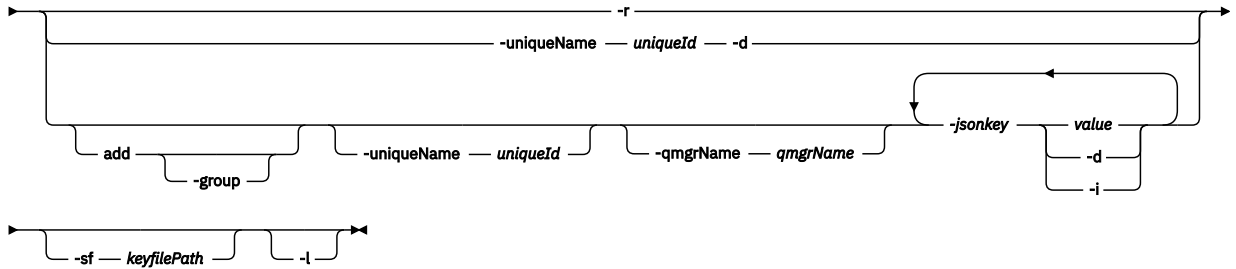 -r
-uniqueName uniqueId -d
-jsonkey value
add -uniqueName uniqueId -qmgrName qmgrName -d
-group -i
-sf keyfilePath -l